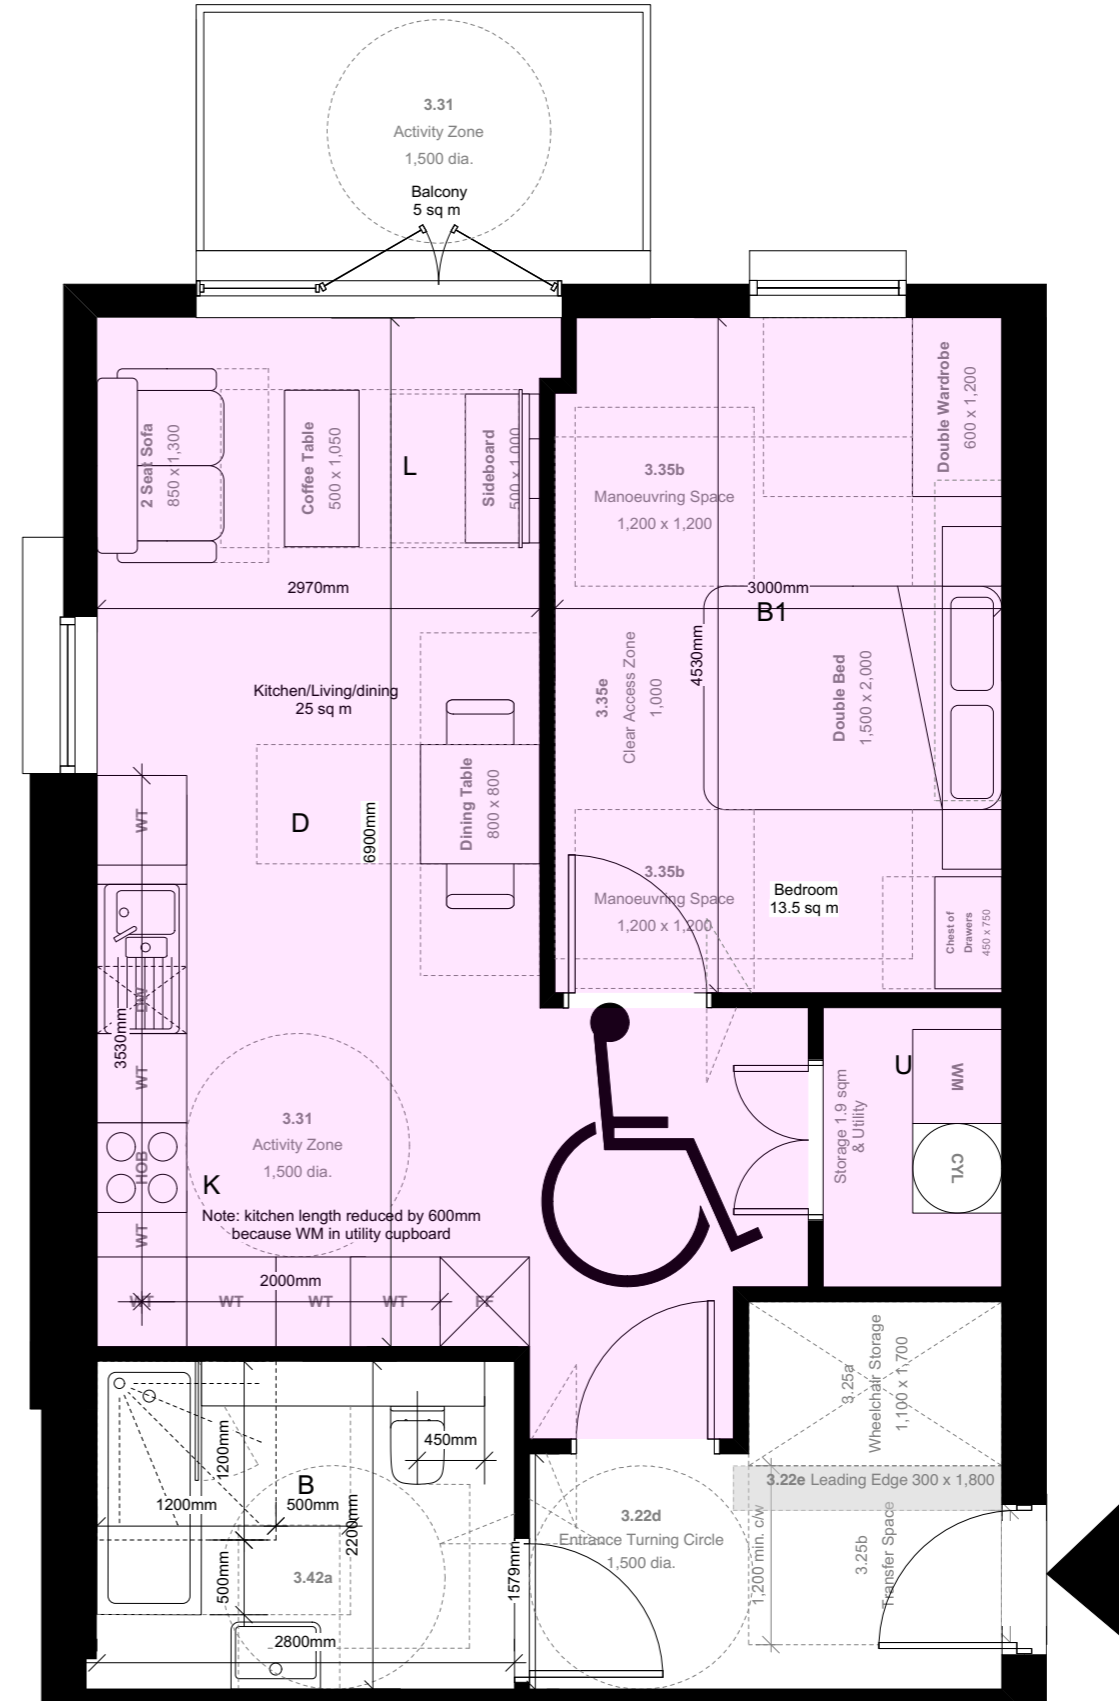 3.31
Activity Zone
1,500 dia.
Balcony
5 sq m
2 Seat Sofa
850 x 1,300
Coffee Table
500 x 1,050
L
Sideboard
500 x 1,000
3.35b
Manoeuvring Space
1,200 x 1,200
Double Wardrobe
600 x 1,200
2970mm
3000mm
B1
4530mm
3.35e
Clear Access Zone
1,000
Double Bed
1,500 x 2,000
Kitchen/Living/dining
25 sq m
WT
D
6900mm
Dining Table
800 x 800
3.35b
Manoeuvring Space
1,200 x 1,200
Bedroom
13.5 sq m
Chest of
Drawers
450 x 750
DW
3530mm
WT
3.31
Activity Zone
1,500 dia.
HOB
K
Note: kitchen length reduced by 600mm
because WM in utility cupboard
WT
2000mm
WT
WT
WT
WT
FF
U
WM
Storage 1.9 sqm
& Utility
CYL
3.25a
Wheelchair Storage
1,100 x 1,700
3.22e Leading Edge 300 x 1,800
1200mm
450mm
B
1200mm
500mm
2200mm
500mm
3.42a
2800mm
1579mm
3.22d
Entrance Turning Circle
1,500 dia.
1,200 min. c/w
3.25b
Transfer Space